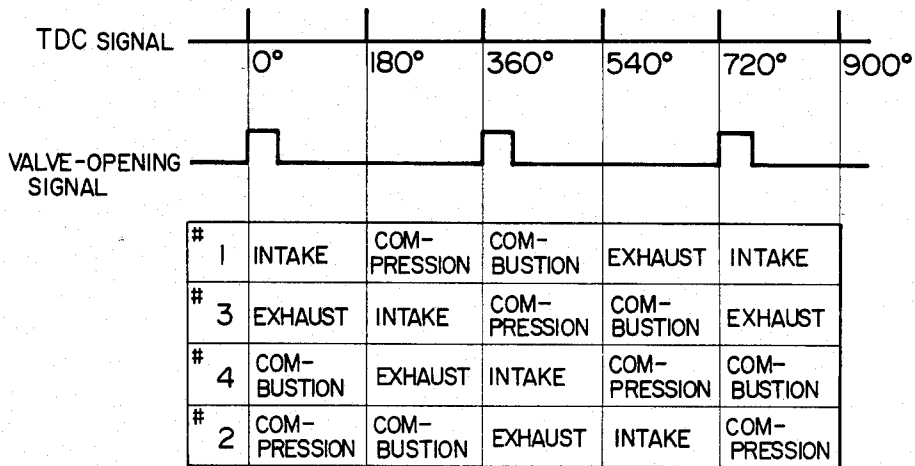 TDC SIGNAL
0° 180° 360° 540° 720° 900°
VALVE-OPENING
SIGNAL
# 1 INTAKE COM-PRESSION COM-BUSTION EXHAUST INTAKE
# 3 EXHAUST INTAKE COM-PRESSION COM-BUSTION EXHAUST
# 4 COM-BUSTION EXHAUST INTAKE COM-PRESSION COM-BUSTION
# 2 COM-PRESSION COM-BUSTION EXHAUST INTAKE COM-PRESSION